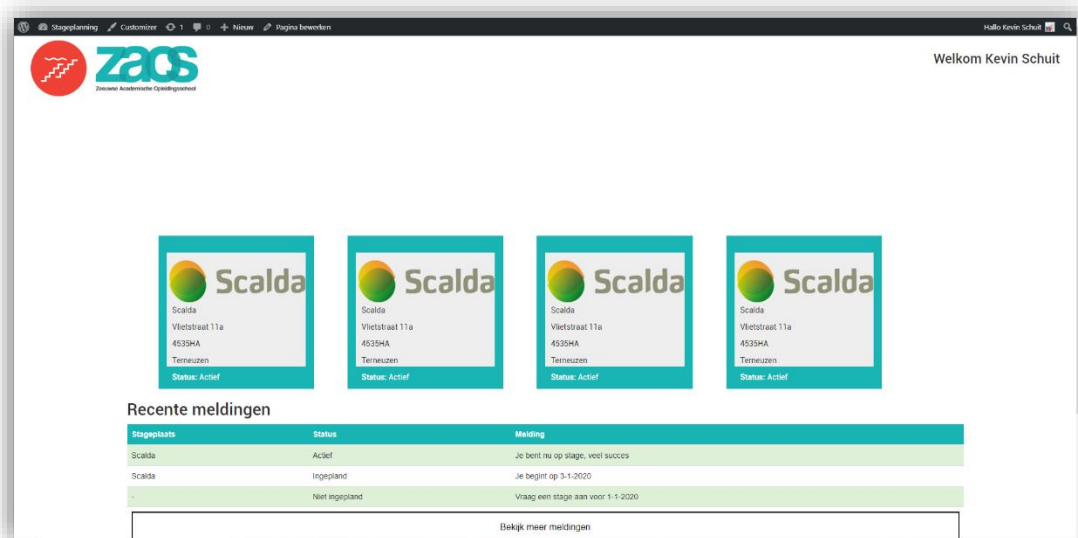 Stageplanning Customizer 1 0 Nieuw Pagina bewerken Hallo Kevin Schuit
zaos
Zeeuwse Academische Opleidingsschool
Welkom Kevin Schuit
Scalda
Scalda
Vlietstraat 11a
4535HA
Terneuzen
Status: Actief
Scalda
Scalda
Vlietstraat 11a
4535HA
Terneuzen
Status: Actief
Scalda
Scalda
Vlietstraat 11a
4535HA
Terneuzen
Status: Actief
Scalda
Scalda
Vlietstraat 11a
4535HA
Terneuzen
Status: Actief
Recente meldingen
Stageplaats Status Melding
Scalda Actief Je bent nu op stage, veel succes
Scalda Ingepland Je begint op 3-1-2020
- Niet ingepland Vraag een stage aan voor 1-1-2020
Bekijk meer meldingen